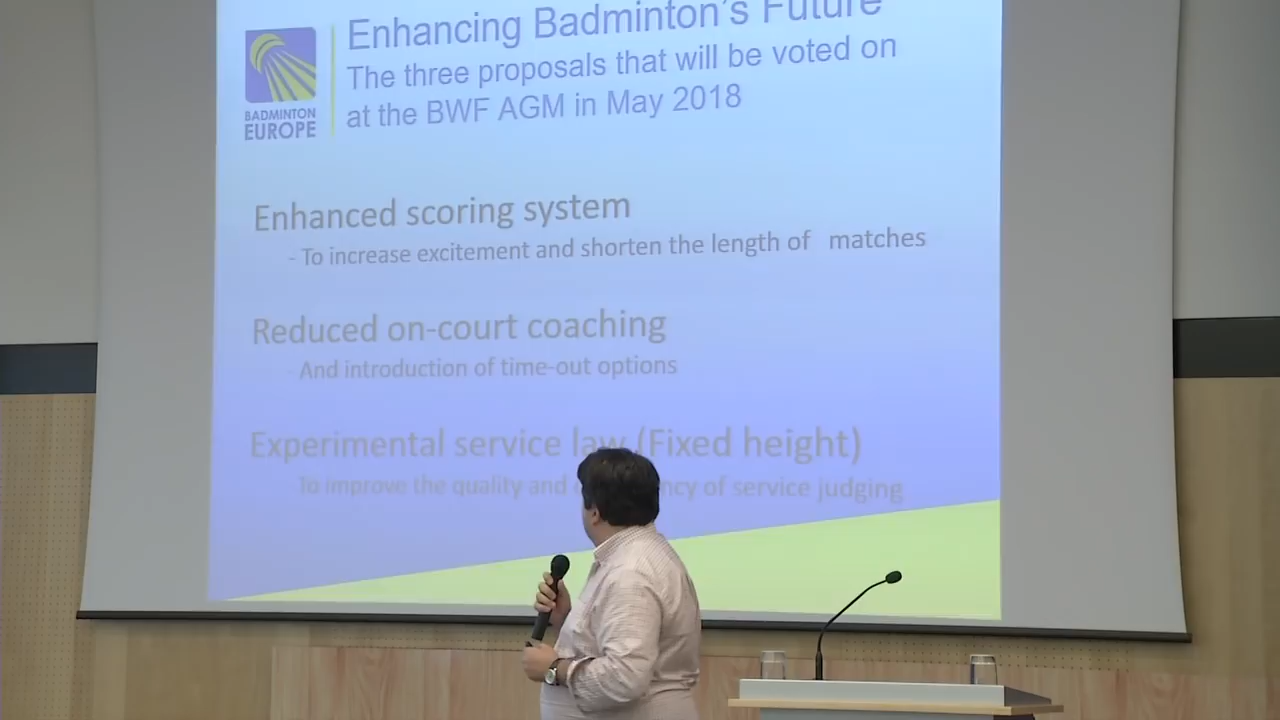 Enhancing Badminton's Future
The three proposals that will be voted on
at the BWF AGM in May 2018
BADMINTON
EUROPE
Enhanced scoring system
- To increase excitement and shorten the length of matches
Reduced on-court coaching
And introduction of time-out options
Experimental service law (Fixed height)
To improve the quality and ncy of service judging